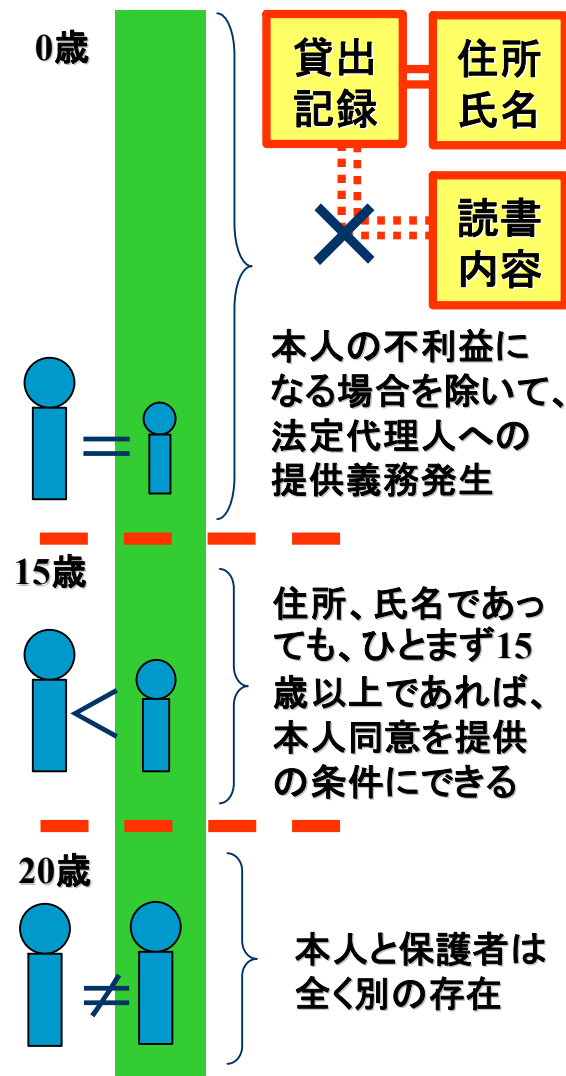 0歳
貸出
記録
住所
氏名
読書
内容
本人の不利益に
なる場合を除いて、
法定代理人への
提供義務発生
15歳
住所、氏名であっ
ても、ひとまず15
歳以上であれば、
本人同意を提供
の条件にできる
20歳
本人と保護者は
全く別の存在